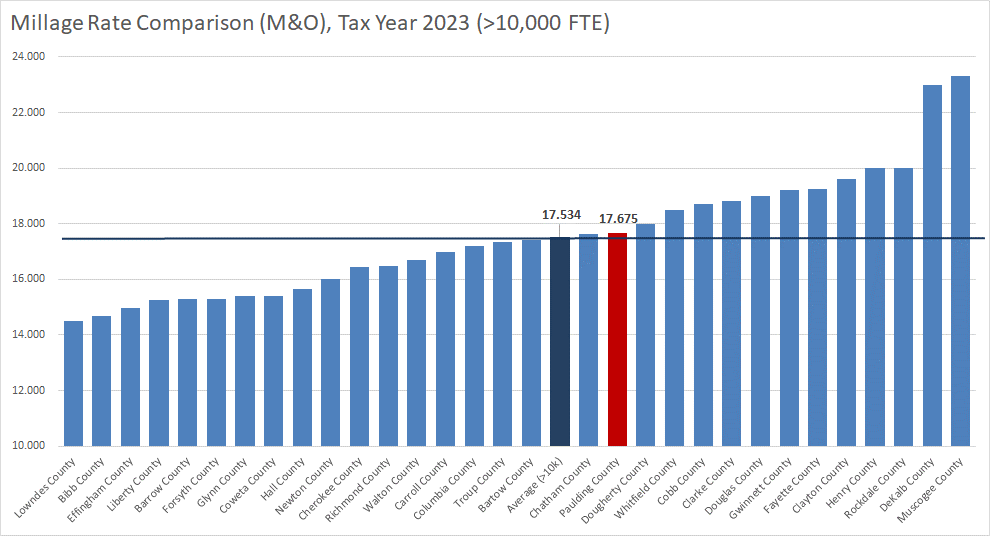 Millage Rate Comparison (M&O), Tax Year 2023 (>10,000 FTE)
24.000
22.000
20.000
18.000
16.000
14.000
12.000
10.000
17.534
17.675
Lowndes County
Bibb County
Effingham County
Liberty County
Barrow County
Forsyth County
Glynn County
Coweta County
Hall County
Newton County
Cherokee County
Richmond County
Walton County
Carroll County
Columbia County
Troup County
Bartow County
Average (>10k)
Chatham County
Paulding County
Dougherty County
Whitfield County
Cobb County
Clarke County
Douglas County
Gwinnett County
Fayette County
Clayton County
Henry County
Rockdale County
DeKalb County
Muscogee County